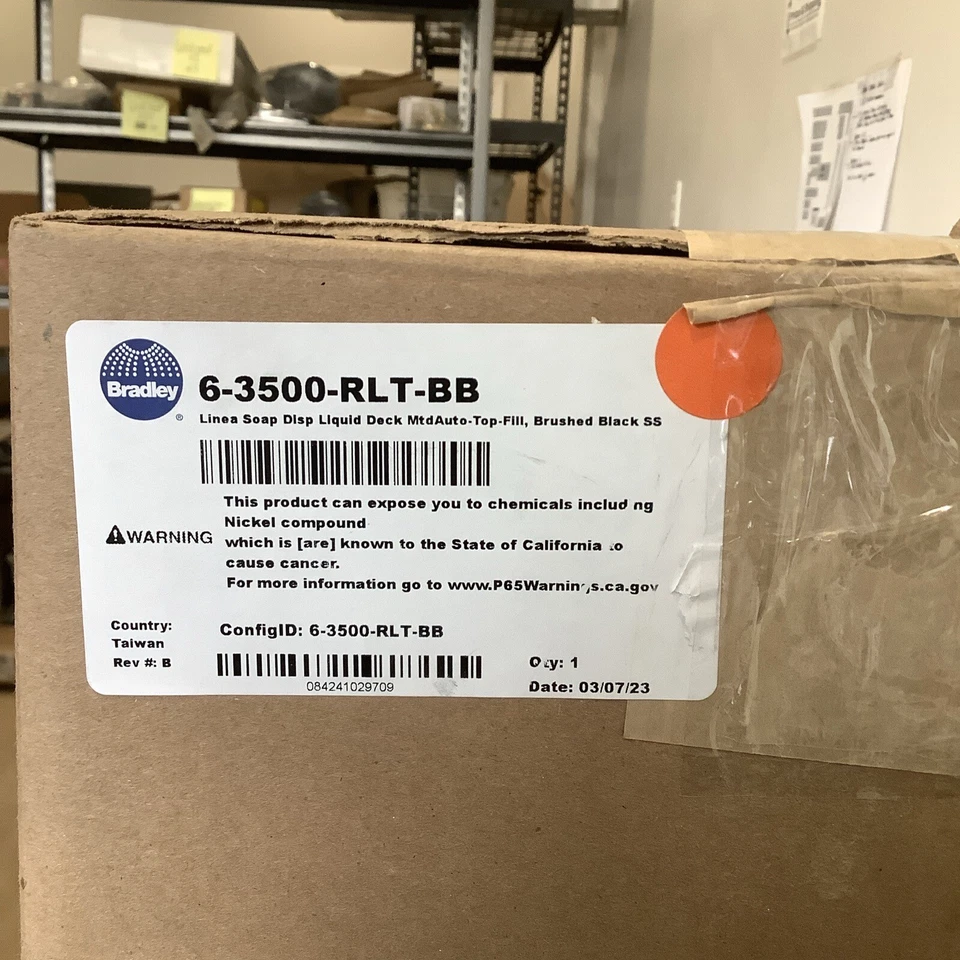 Bradley
®
6-3500-RLT-BB
Linea Soap Disp Liquid Deck MtdAuto-Top-Fill, Brushed Black SS
This product can expose you to chemicals includ ng
Nickel compound
WARNING
which is [are] known to the State of California to
cause cancer.
For more information go to www.P65Warnings.ca.gov
Country:
Taiwan
Rev #: B
ConfigID: 6-3500-RLT-BB
084241029709
Qty: 1
Date: 03/07/23